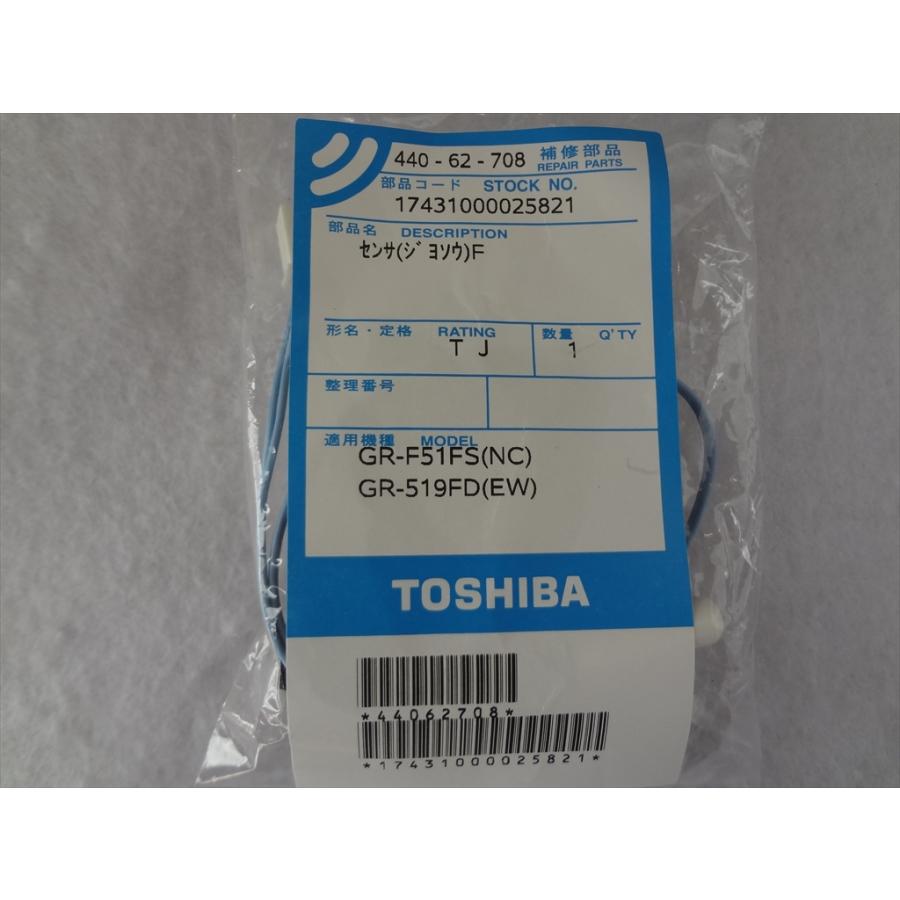 440-62-708 補修部品
REPAIR PARTS
部品コード STOCK NO.
17431000025821
部品名 DESCRIPTION
ｾﾝｻ(ｼﾞﾖｿｳ)F
形名・定格 RATING 数量 Q'TY
T J 1
整理番号
適用機種 MODEL
GR-F51FS(NC)
GR-519FD(EW)
TOSHIBA
*44062708*
*17431000025821*